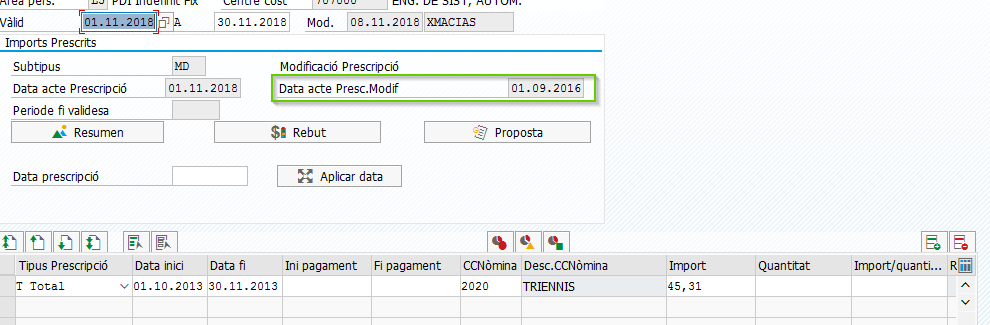 Àrea pers. ES PDI Indefinit Fix Centre cost 707000 ENG. DE SIST, AUTOM.
Vàlid 01.11.2018 A 30.11.2018 Mod. 08.11.2018 XMACIAS
Imports Prescrits
Subtipus MD Modificació Prescripció
Data acte Prescripció 01.11.2018 Data acte Presc.Modif 01.09.2016
Periode fi validesa
Resumen Rebut Proposta
Data prescripció Aplicar data
Tipus Prescripció Data inici Data fi Ini pagament Fi pagament CCNòmina Desc.CCNòmina Import Quantitat Import/quanti... R
T Total 01.10.2013 30.11.2013 2020 TRIENNIS 45,31